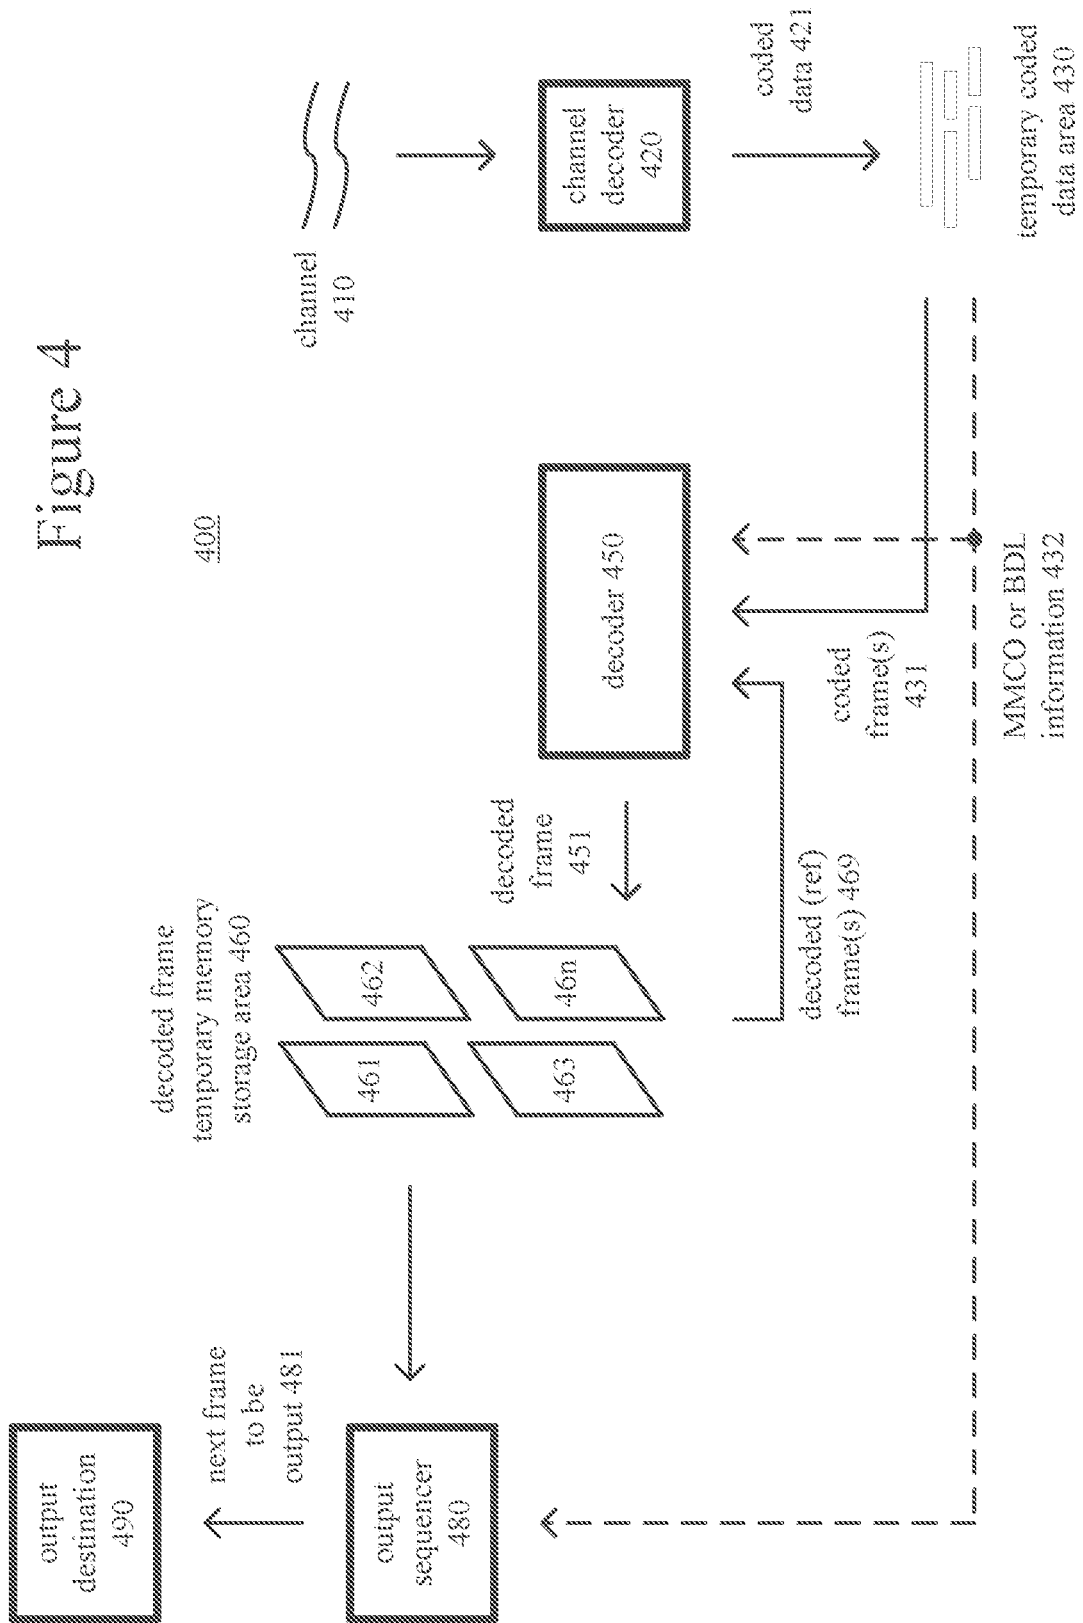 Figure 4
400
channel
410
channel
decoder
420
coded
data 421
temporary coded
data area 430
decoder 450
coded
frame(s)
431
MMCO or BDL
information 432
decoded
frame
451
decoded frame
temporary memory
storage area 460
461
462
463
46n
decoded (ref)
frame(s) 469
output
sequencer
480
next frame
to be
output 481
output
destination
490